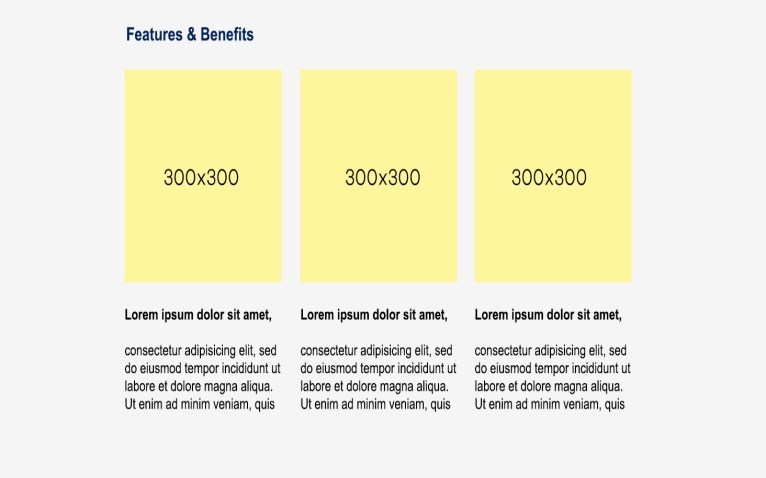 Features & Benefits
300x300
300x300
300x300
Lorem ipsum dolor sit amet,
consectetur adipisicing elit, sed
do eiusmod tempor incididunt ut
labore et dolore magna aliqua.
Ut enim ad minim veniam, quis
Lorem ipsum dolor sit amet,
consectetur adipisicing elit, sed
do eiusmod tempor incididunt ut
labore et dolore magna aliqua.
Ut enim ad minim veniam, quis
Lorem ipsum dolor sit amet,
consectetur adipisicing elit, sed
do eiusmod tempor incididunt ut
labore et dolore magna aliqua.
Ut enim ad minim veniam, quis